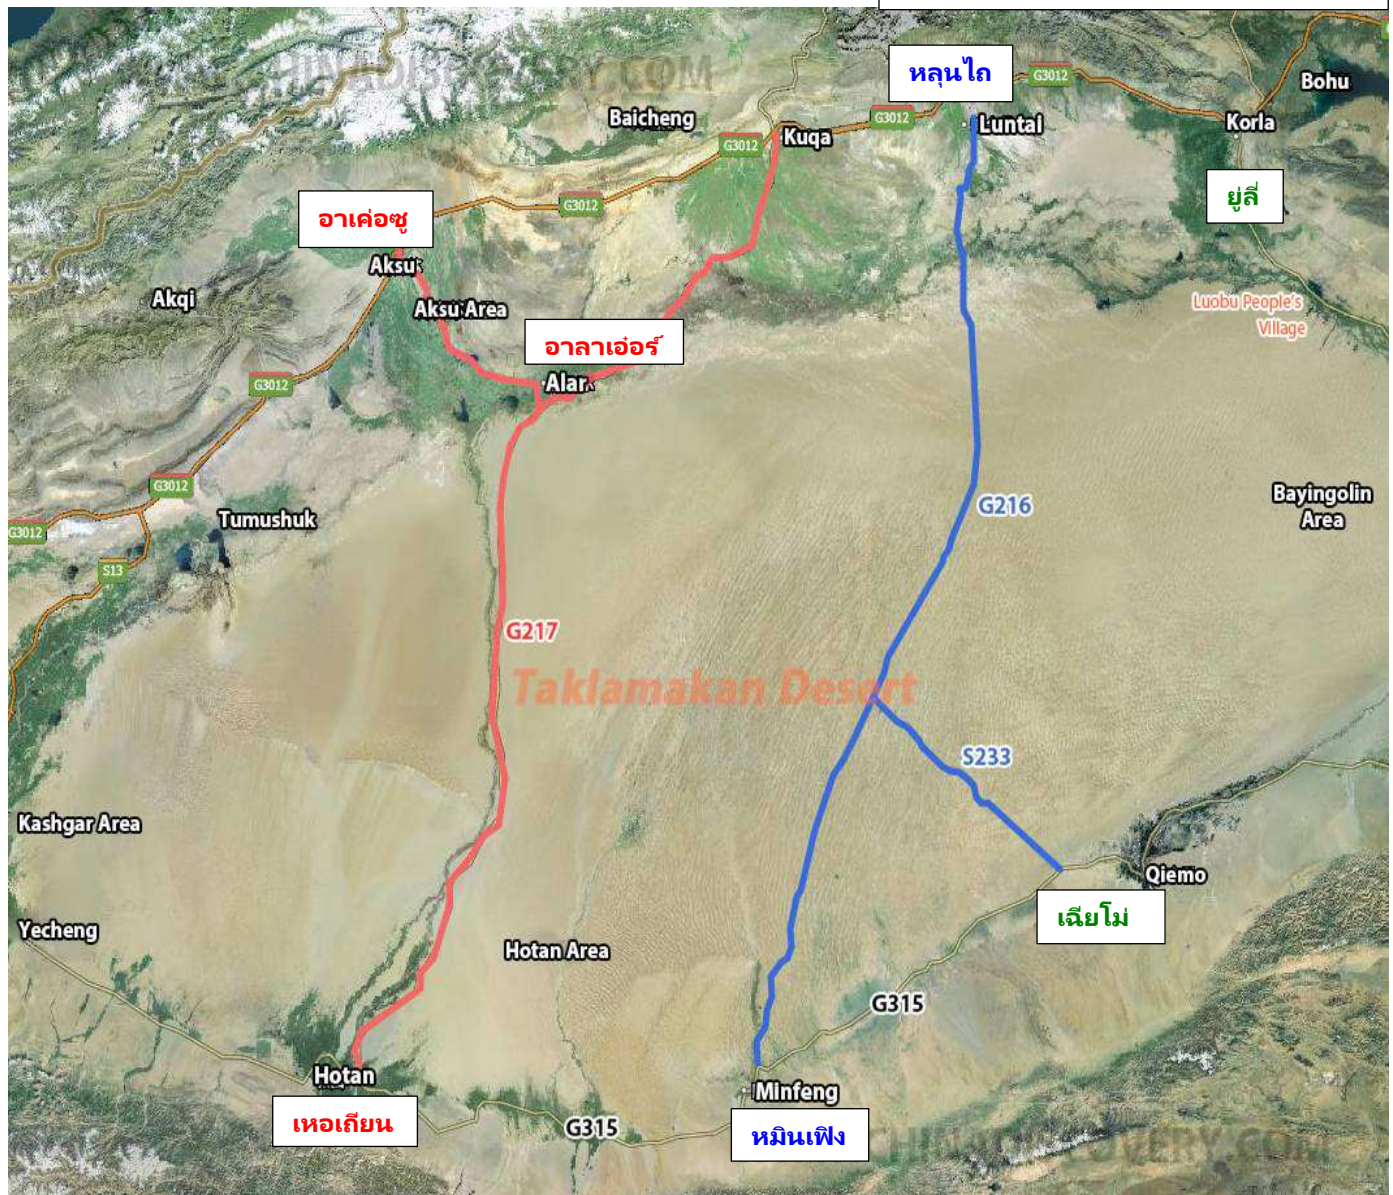 HINADISCOVERY.COM
หลุนไถ
G3012
Bohu
Baicheng
G3012
Luntai
Korla
G3012
Kuqa
ยู่ลี่
G3012
อาเค่อซู
Aksu
Akqi
Aksu Area
Luobu People's
Village
อาลาเอ๋อร์
G3012
Alar
G3012
Bayingolin
Area
G216
Tumushuk
G3012
S13
G217
Taklamakan Desert
S233
Kashgar Area
Qiemo
เฉียโม่
Yecheng
Hotan Area
G315
Hotan
Minfeng
เหอเถียน
G315
หมินเฟิง
HINADISCOVERY.COM